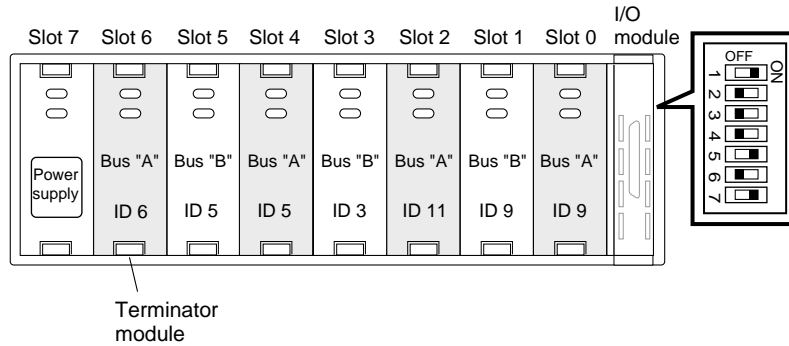 I/O
module
Slot 7 Slot 6 Slot 5 Slot 4 Slot 3 Slot 2 Slot 1 Slot 0
OFF
ON
1
2
3
4
5
6
7
Power
supply
Bus "A" Bus "B" Bus "A" Bus "B" Bus "A" Bus "B" Bus "A"
ID 6 ID 5 ID 5 ID 3 ID 11 ID 9 ID 9
Terminator
module